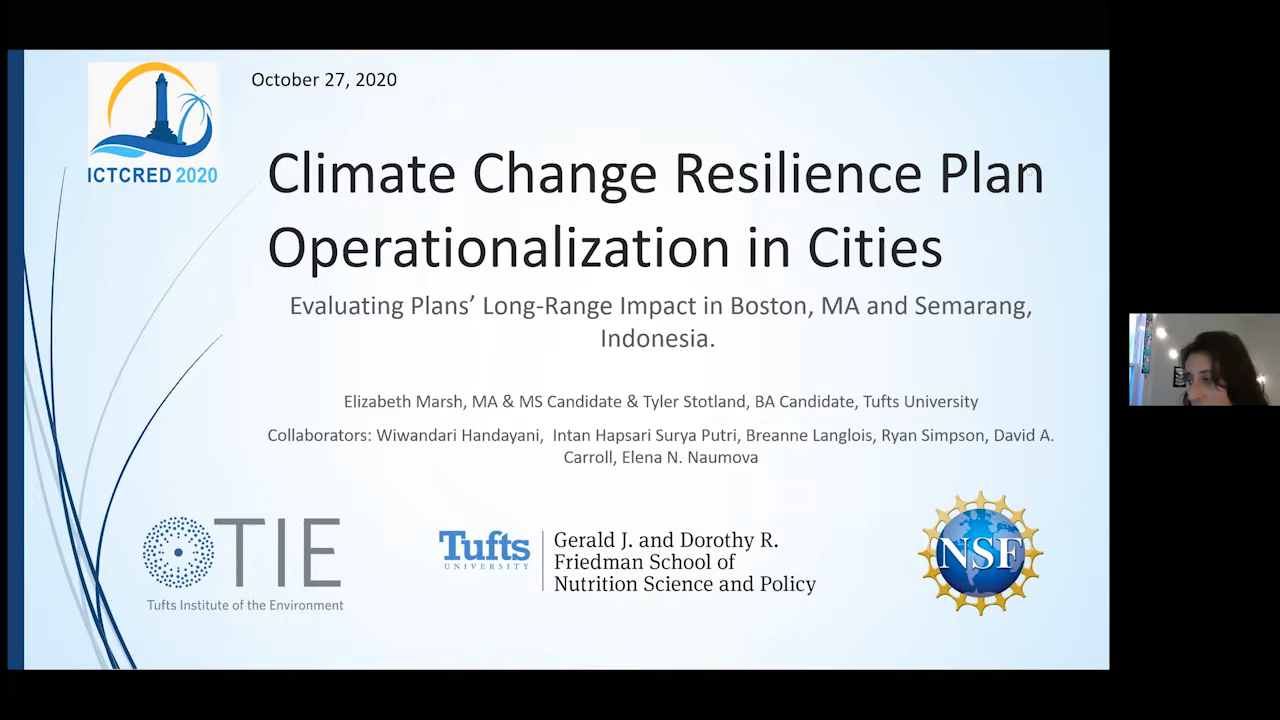 October 27, 2020
ICTCRED 2020
Climate Change Resilience Plan
Operationalization in Cities
Evaluating Plans’ Long-Range Impact in Boston, MA and Semarang,
Indonesia.
Elizabeth Marsh, MA & MS Candidate & Tyler Stotland, BA Candidate, Tufts University
Collaborators: Wiwandari Handayani, Intan Hapsari Surya Putri, Breanne Langlois, Ryan Simpson, David A.
Carroll, Elena N. Naumova
TIE
Tufts Institute of the Environment
Tufts
UNIVERSITY
Gerald J. and Dorothy R.
Friedman School of
Nutrition Science and Policy
NSF